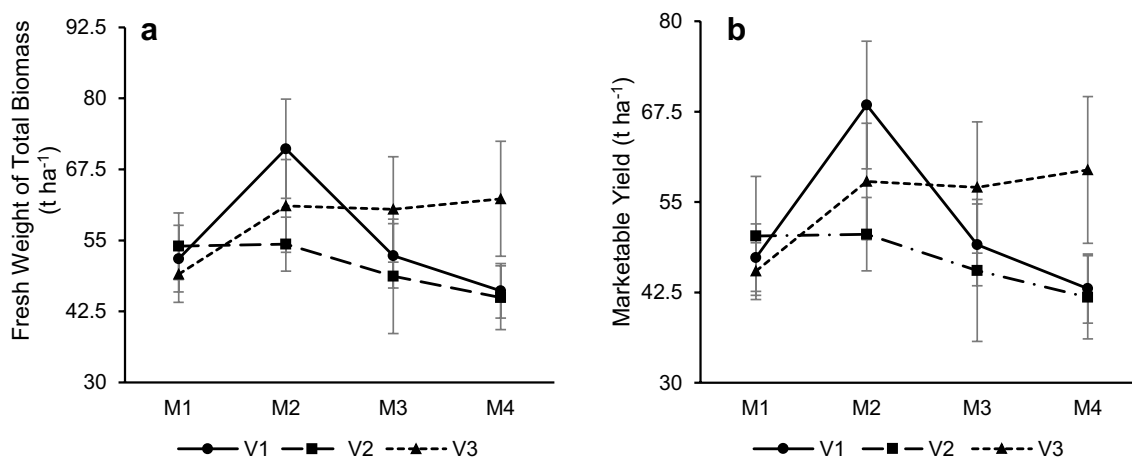 a
Fresh Weight of Total Biomass
(t ha⁻¹)
92.5
80
67.5
55
42.5
30
M1 M2 M3 M4
V1 V2 V3
b
Marketable Yield (t ha⁻¹)
80
67.5
55
42.5
30
M1 M2 M3 M4
V1 V2 V3